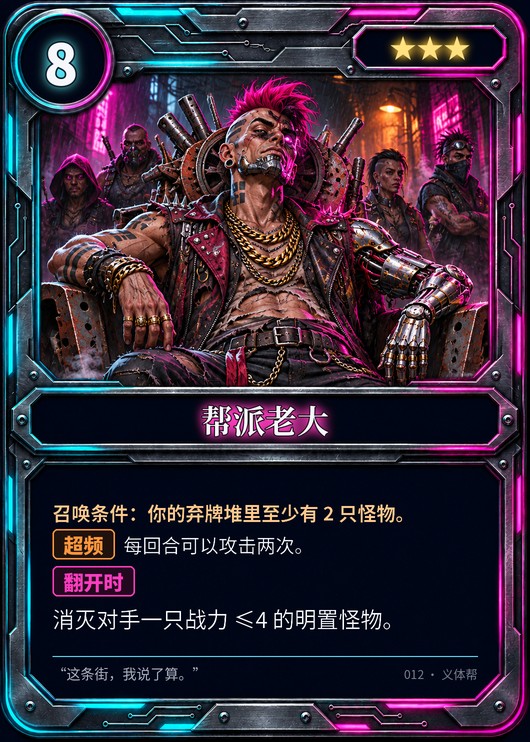 8
★★★
帮派老大
召唤条件：你的弃牌堆里至少有 2 只怪物。
超频 每回合可以攻击两次。
翻开时
消灭对手一只战力 ≤4 的明置怪物。
“这条街，我说了算。” 012 · 义体帮